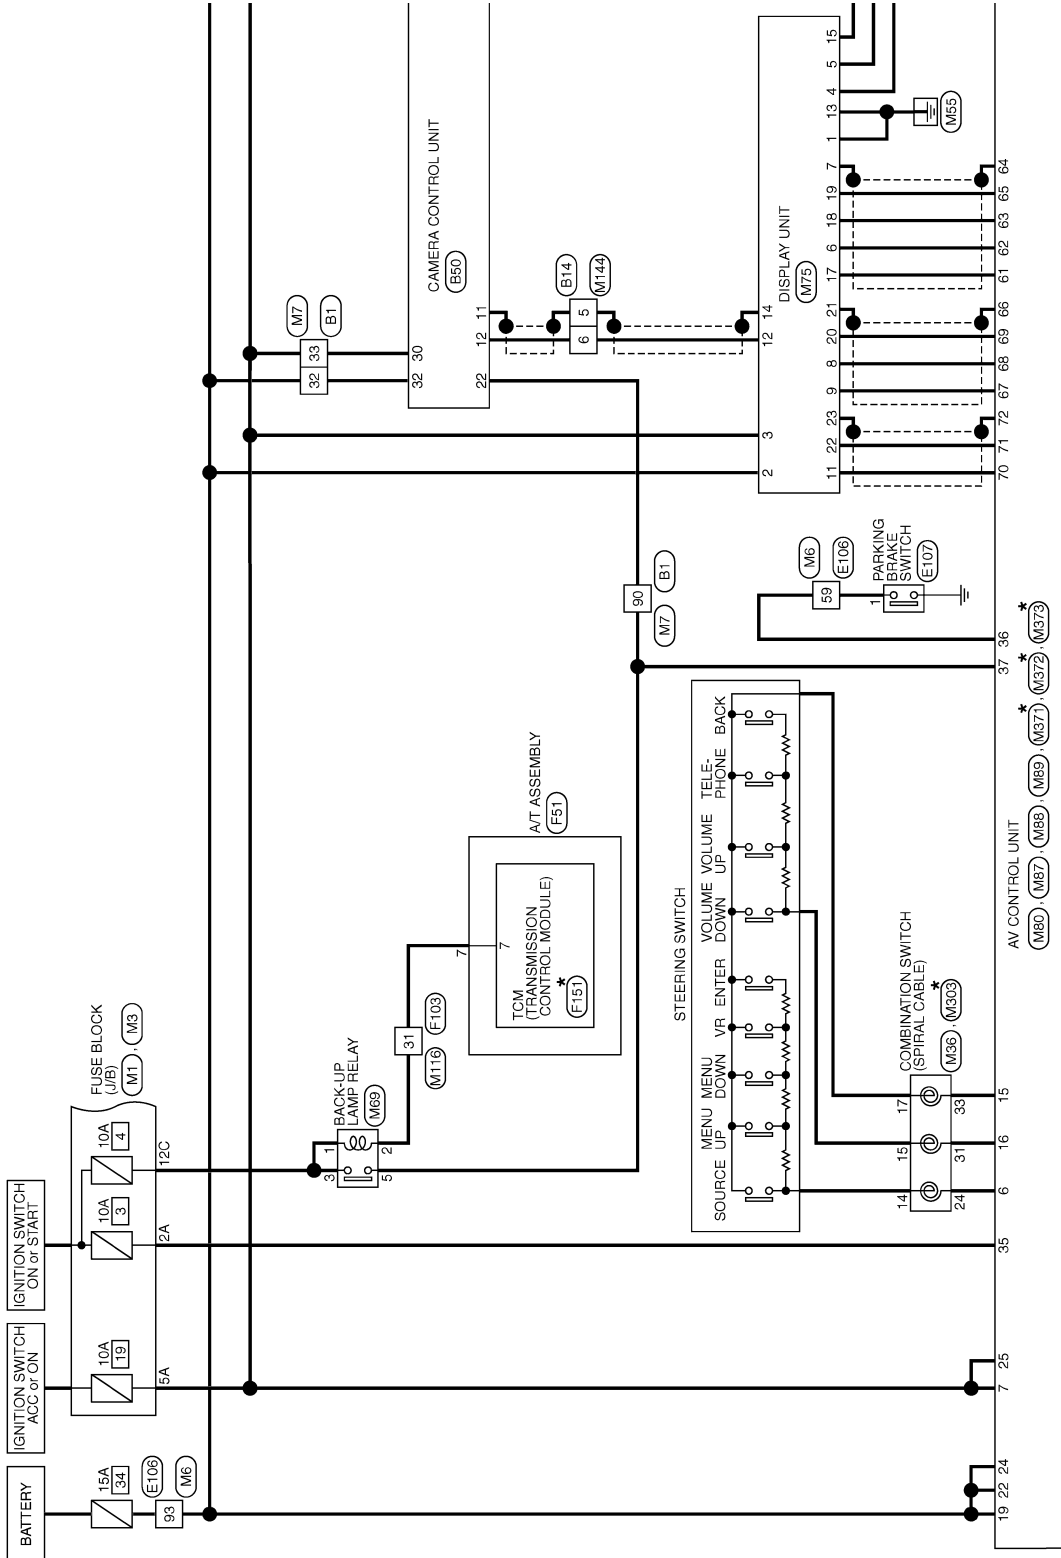 BATTERY
15A
34
E106
93
M6
IGNITION SWITCH
ACC or ON
10A
19
5A
IGNITION SWITCH
ON or START
10A
3
2A
10A
4
12C
FUSE BLOCK
(J/B)
M1 , M3
BACK-UP
LAMP RELAY
M69
1
2
3
5
31
M116
F103
7
7
TCM
(TRANSMISSION
CONTROL MODULE)
*
F151
A/T ASSEMBLY
F51
M7
B1
32
33
32
30
CAMERA CONTROL UNIT
B50
22
12
11
B14
M144
6
5
90
M7
B1
2
3
12
14
DISPLAY UNIT
M75
11
22
23
9
8
20
21
17
6
18
19
7
1
13
4
5
15
M55
STEERING SWITCH
SOURCE
MENU
UP
MENU
DOWN
VR
ENTER
VOLUME
DOWN
VOLUME
UP
TELE-
PHONE
BACK
COMBINATION SWITCH
(SPIRAL CABLE)
M36 , M303
*
14
15
17
24
31
33
M6
E106
59
PARKING
BRAKE
SWITCH
E107
1
19
22
24
7
25
35
6
16
15
37
36
70
71
72
67
68
69
66
61
62
63
65
64
AV CONTROL UNIT
M80 , M87 , M88 , M89 , M371 , M372 , M373
*
*
*